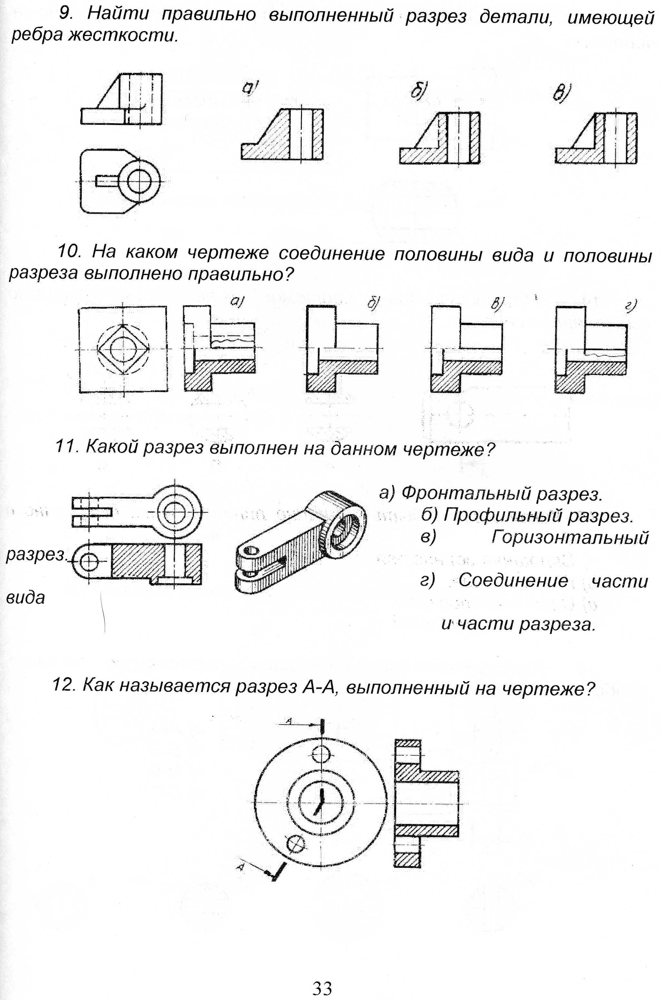 9. Найти правильно выполненный разрез детали, имеющей
ребра жесткости.
а)
б)
в)
10. На каком чертеже соединение половины вида и половины
разреза выполнено правильно?
а)
б)
в)
г)
11. Какой разрез выполнен на данном чертеже?
а) Фронтальный разрез.
б) Профильный разрез.
в) Горизонтальный
разрез.
г) Соединение части
вида
и части разреза.
12. Как называется разрез А-А, выполненный на чертеже?
А
А
33